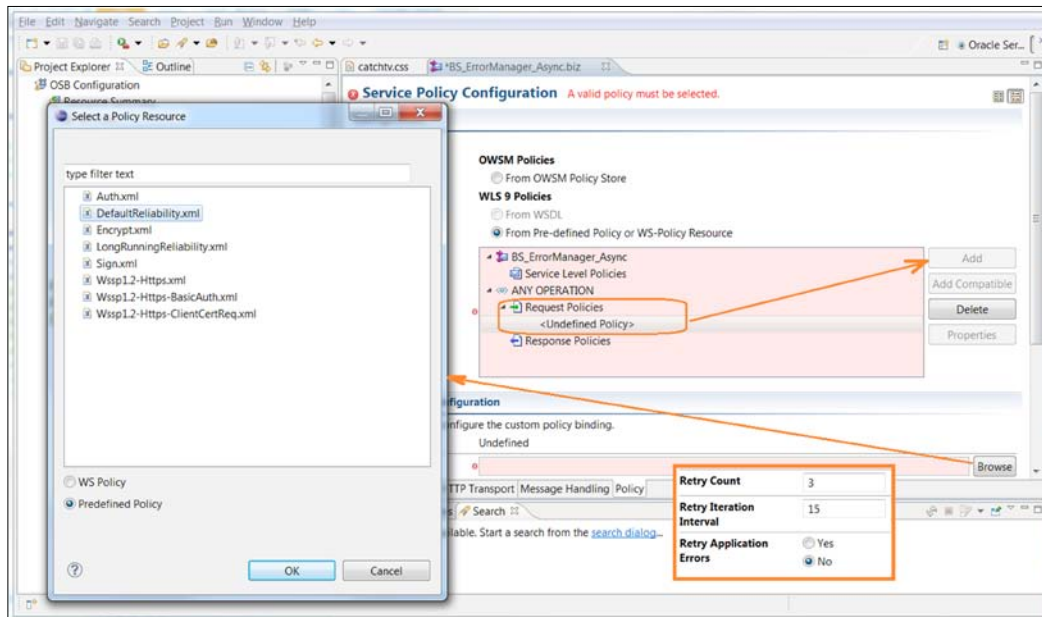 File Edit Navigate Search Project Run Window Help
Oracle Ser...
Project Explorer Outline
catchtv.css *BS_ErrorManager_Async.biz
OSB Configuration
Resource Summary
Service Policy Configuration A valid policy must be selected.
Select a Policy Resource
type filter text
Auth.xml
DefaultReliability.xml
Encrypt.xml
LongRunningReliability.xml
Sign.xml
Wssp1.2-Https.xml
Wssp1.2-Https-BasicAuth.xml
Wssp1.2-Https-ClientCertReq.xml
WS Policy
Predefined Policy
OK Cancel
OWSM Policies
From OWSM Policy Store
WLS 9 Policies
From WSDL
From Pre-defined Policy or WS-Policy Resource
BS_ErrorManager_Async
Service Level Policies
ANY OPERATION
Request Policies
<Undefined Policy>
Response Policies
Add
Add Compatible
Delete
Properties
figuration
nfigure the custom policy binding.
Undefined
Browse
TTP Transport Message Handling Policy
s Search
ilable. Start a search from the search dialog...
Retry Count 3
Retry Iteration Interval 15
Retry Application Errors Yes
No